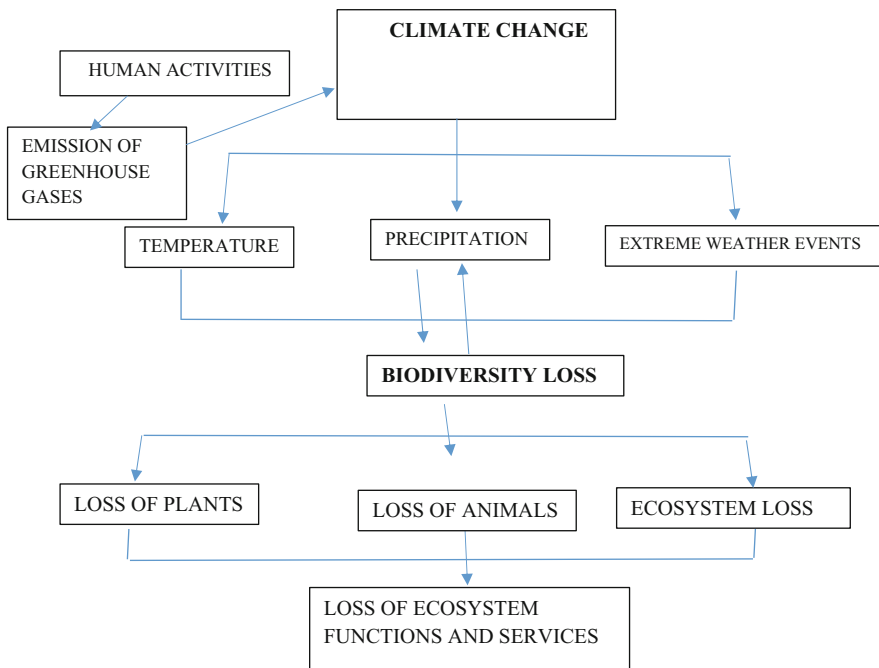 CLIMATE CHANGE
HUMAN ACTIVITIES
EMISSION OF
GREENHOUSE
GASES
TEMPERATURE
PRECIPITATION
EXTREME WEATHER EVENTS
BIODIVERSITY LOSS
LOSS OF PLANTS
LOSS OF ANIMALS
ECOSYSTEM LOSS
LOSS OF ECOSYSTEM
FUNCTIONS AND SERVICES